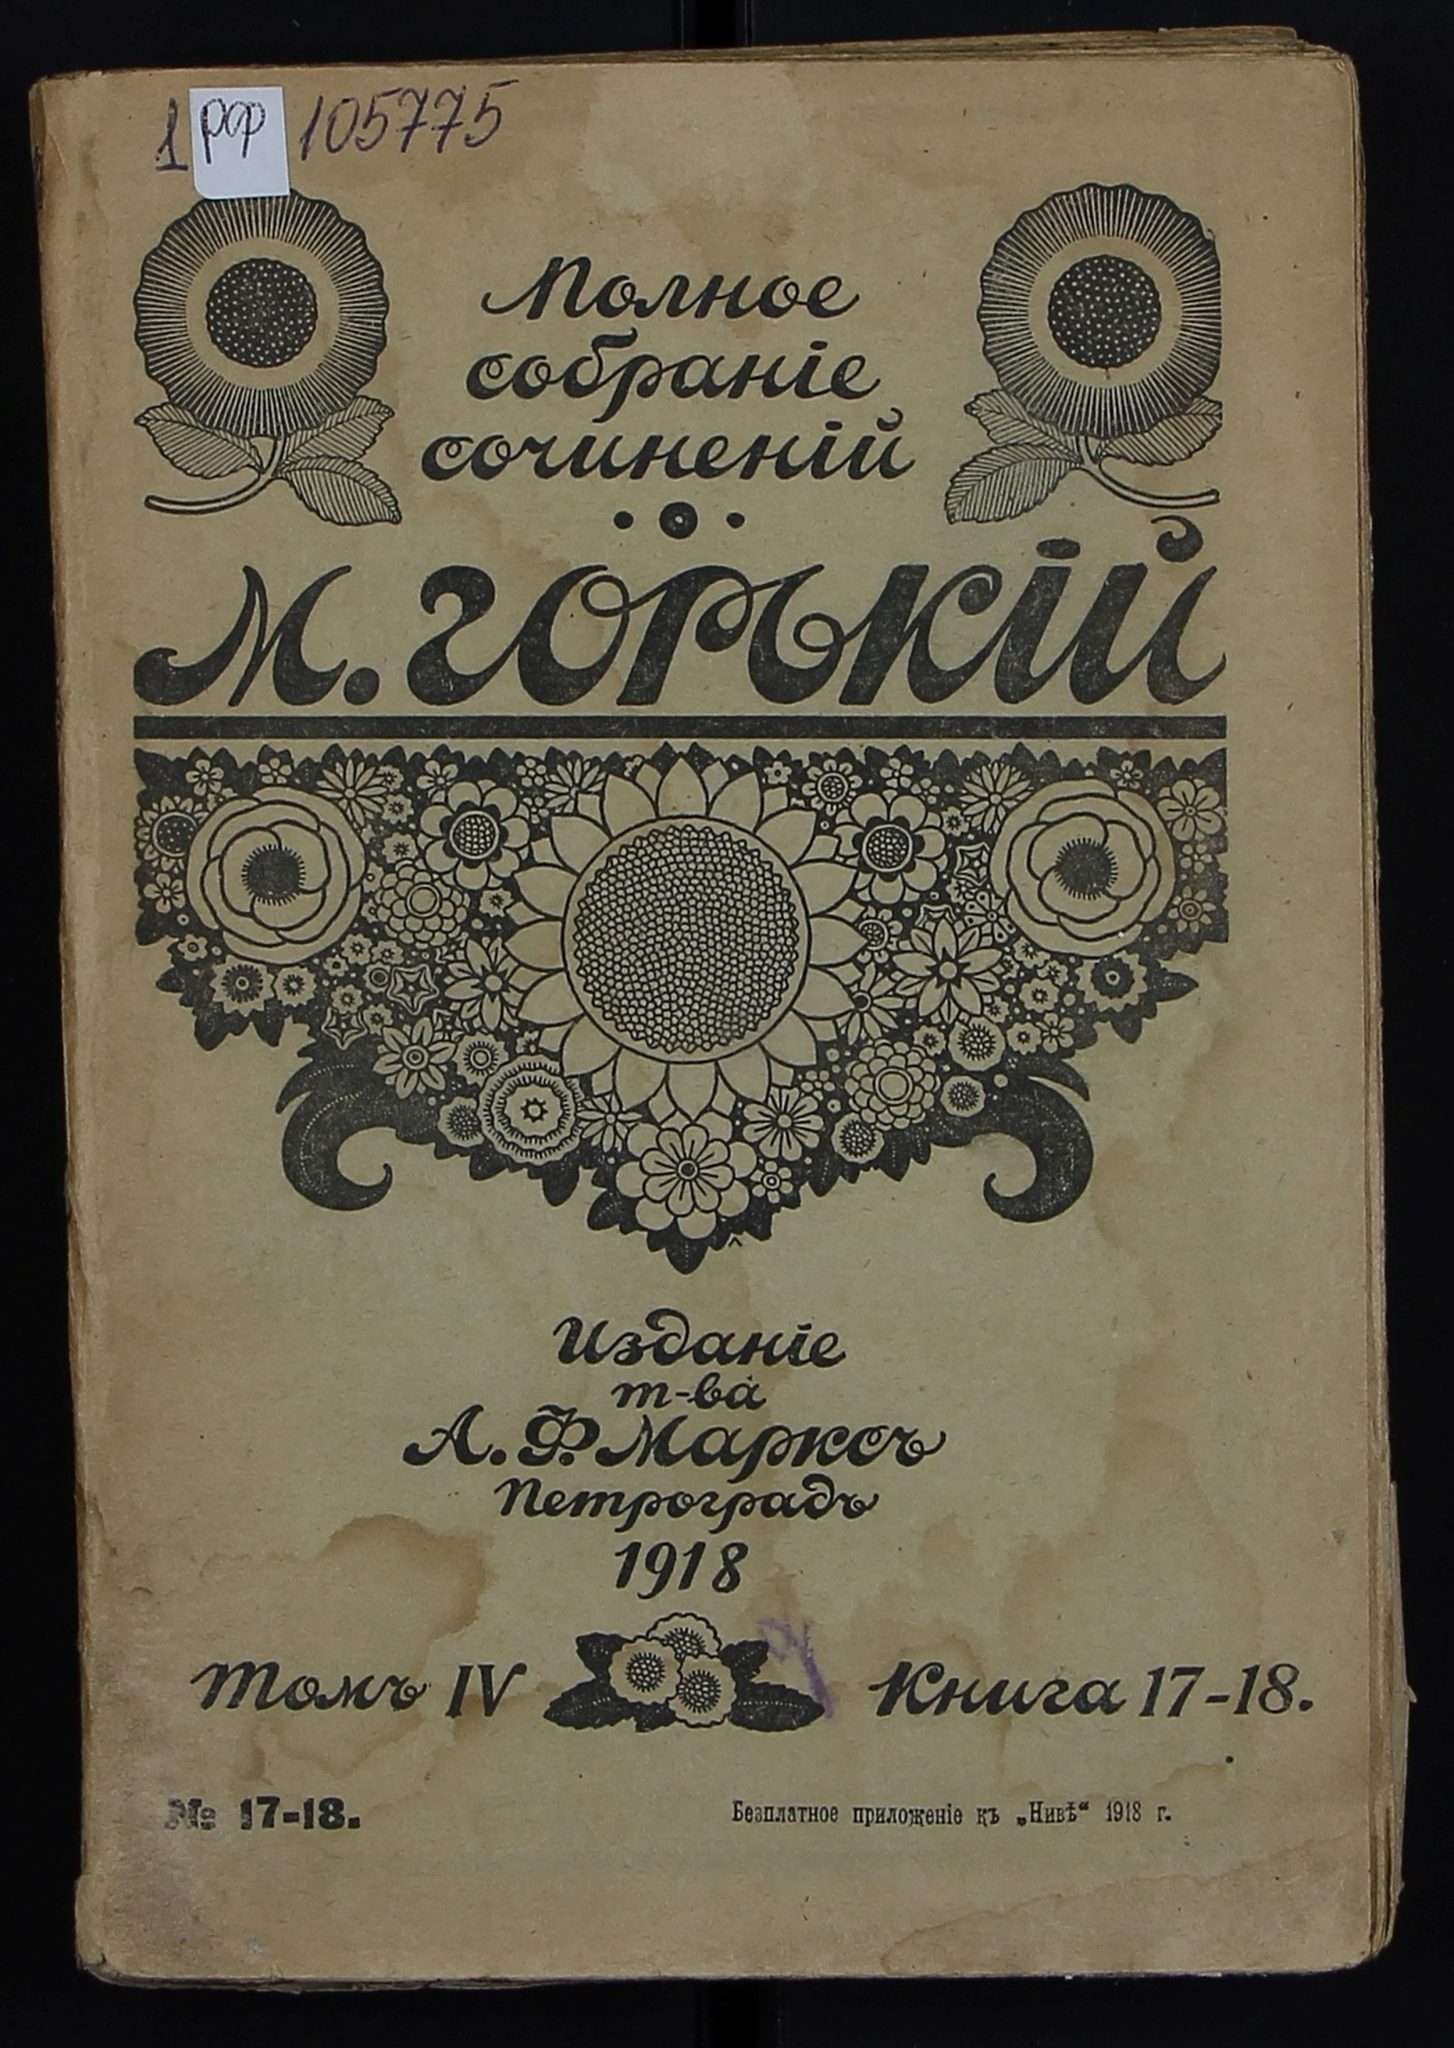 1 рф 105775
Полное
собраніе
сочиненій
М. Горькій
Изданіе
т-ва
А. Ф. Марксъ
Петроградъ
1918
Томъ IV Книга 17-18.
№ 17-18. Безплатное приложеніе къ „Нивѣ“ 1918 г.